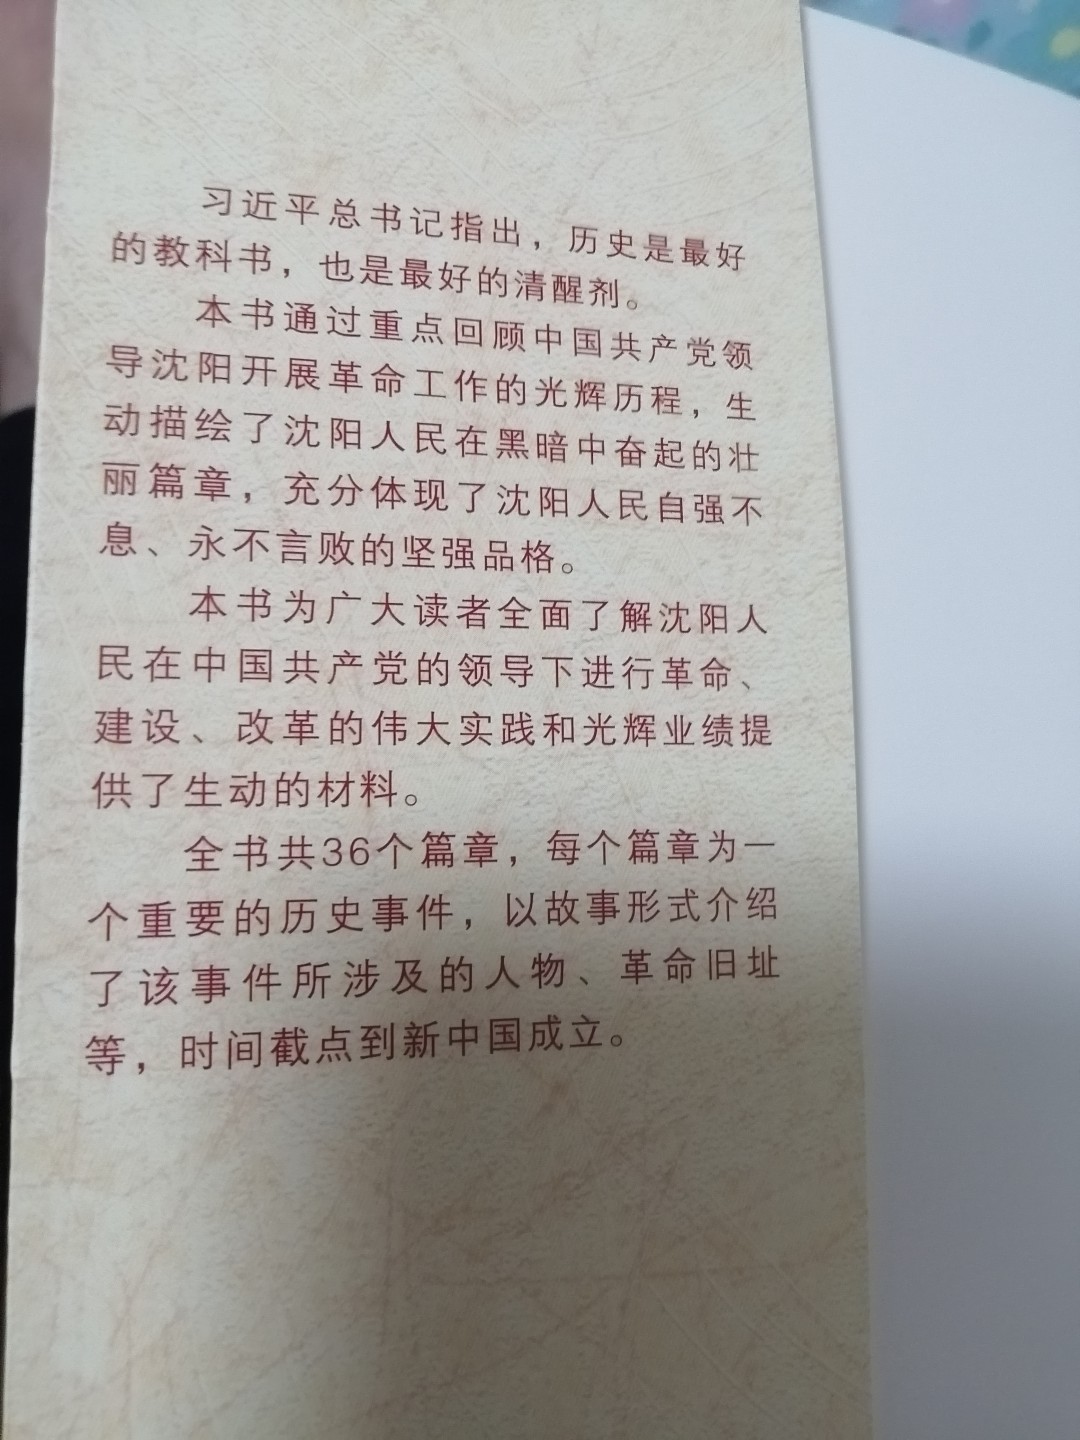 习近平总书记指出，历史是最好
的教科书，也是最好的清醒剂。
本书通过重点回顾中国共产党领
导沈阳开展革命工作的光辉历程，生
动描绘了沈阳人民在黑暗中奋起的壮
丽篇章，充分体现了沈阳人民自强不
息、永不言败的坚强品格。
本书为广大读者全面了解沈阳人
民在中国共产党的领导下进行革命、
建设、改革的伟大实践和光辉业绩提
供了生动的材料。
全书共36个篇章，每个篇章为一
个重要的历史事件，以故事形式介绍
了该事件所涉及的人物、革命旧址
等，时间截点到新中国成立。